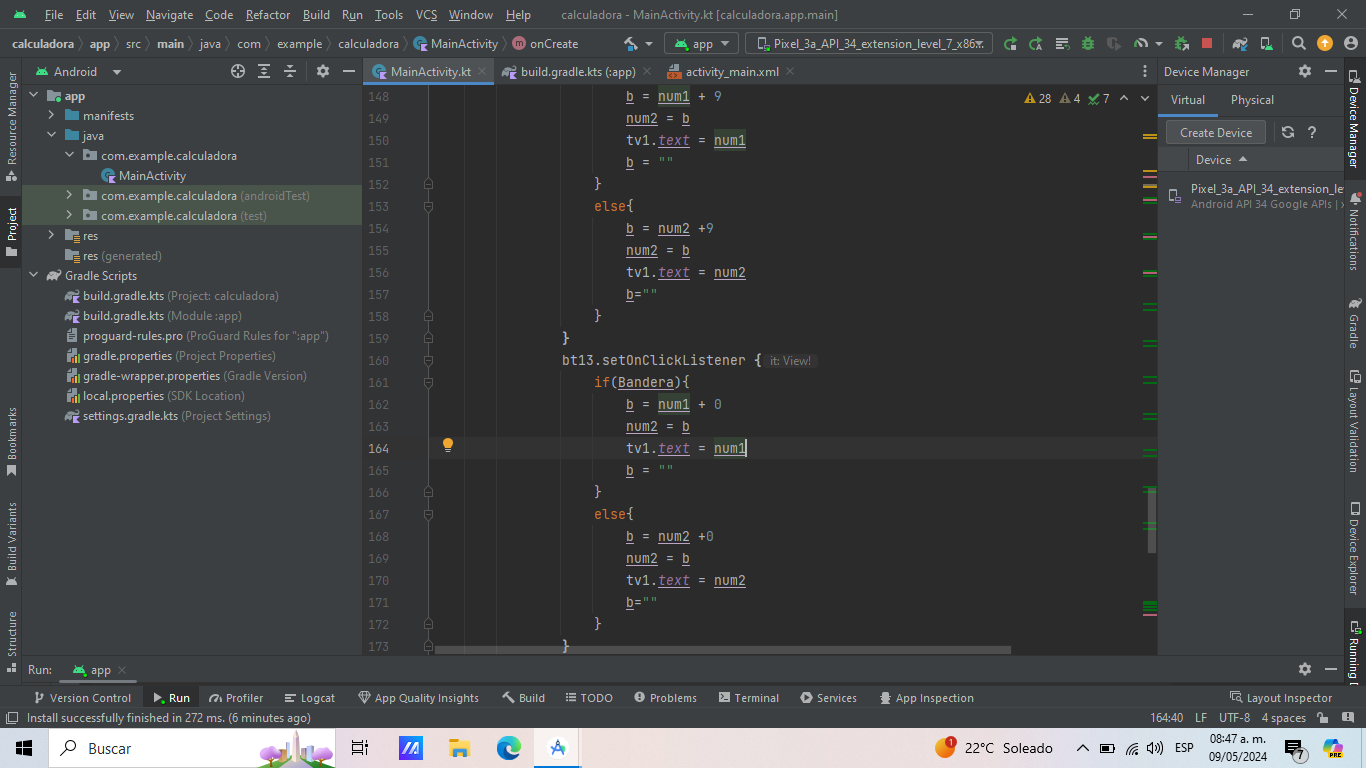 File Edit View Navigate Code Refactor Build Run Tools VCS Window Help calculadora - MainActivity.kt [calculadora.app.main]
calculadora app src main java com example calculadora MainActivity onCreate app Pixel_3a_API_34_extension_level_7_x86...
Android MainActivity.kt build.gradle.kts (:app) activity_main.xml Device Manager
Resource Manager
Project
Bookmarks
Build Variants
Structure
app
manifests
java
com.example.calculadora
MainActivity
com.example.calculadora (androidTest)
com.example.calculadora (test)
res
res (generated)
Gradle Scripts
build.gradle.kts (Project: calculadora)
build.gradle.kts (Module :app)
proguard-rules.pro (ProGuard Rules for ":app")
gradle.properties (Project Properties)
gradle-wrapper.properties (Gradle Version)
local.properties (SDK Location)
settings.gradle.kts (Project Settings)
28 4 7
148 b = num1 + 9
149 num2 = b
150 tv1.text = num1
151 b = ""
152 }
153 else{
154 b = num2 +9
155 num2 = b
156 tv1.text = num2
157 b=""
158 }
159 }
160 bt13.setOnClickListener { it: View!
161 if(Bandera){
162 b = num1 + 0
163 num2 = b
164 tv1.text = num1
165 b = ""
166 }
167 else{
168 b = num2 +0
169 num2 = b
170 tv1.text = num2
171 b=""
172 }
173 }
Virtual Physical
Create Device ?
Device
Pixel_3a_API_34_extension_le
Android API 34 Google APIs | x
Device Manager
Notifications
Gradle
Layout Validation
Device Explorer
Running D
Run: app
Version Control Run Profiler Logcat App Quality Insights Build TODO Problems Terminal Services App Inspection Layout Inspector
Install successfully finished in 272 ms. (6 minutes ago) 164:40 LF UTF-8 4 spaces
Buscar 1 22°C Soleado ESP 08:47 a. m. 7 PRE
09/05/2024